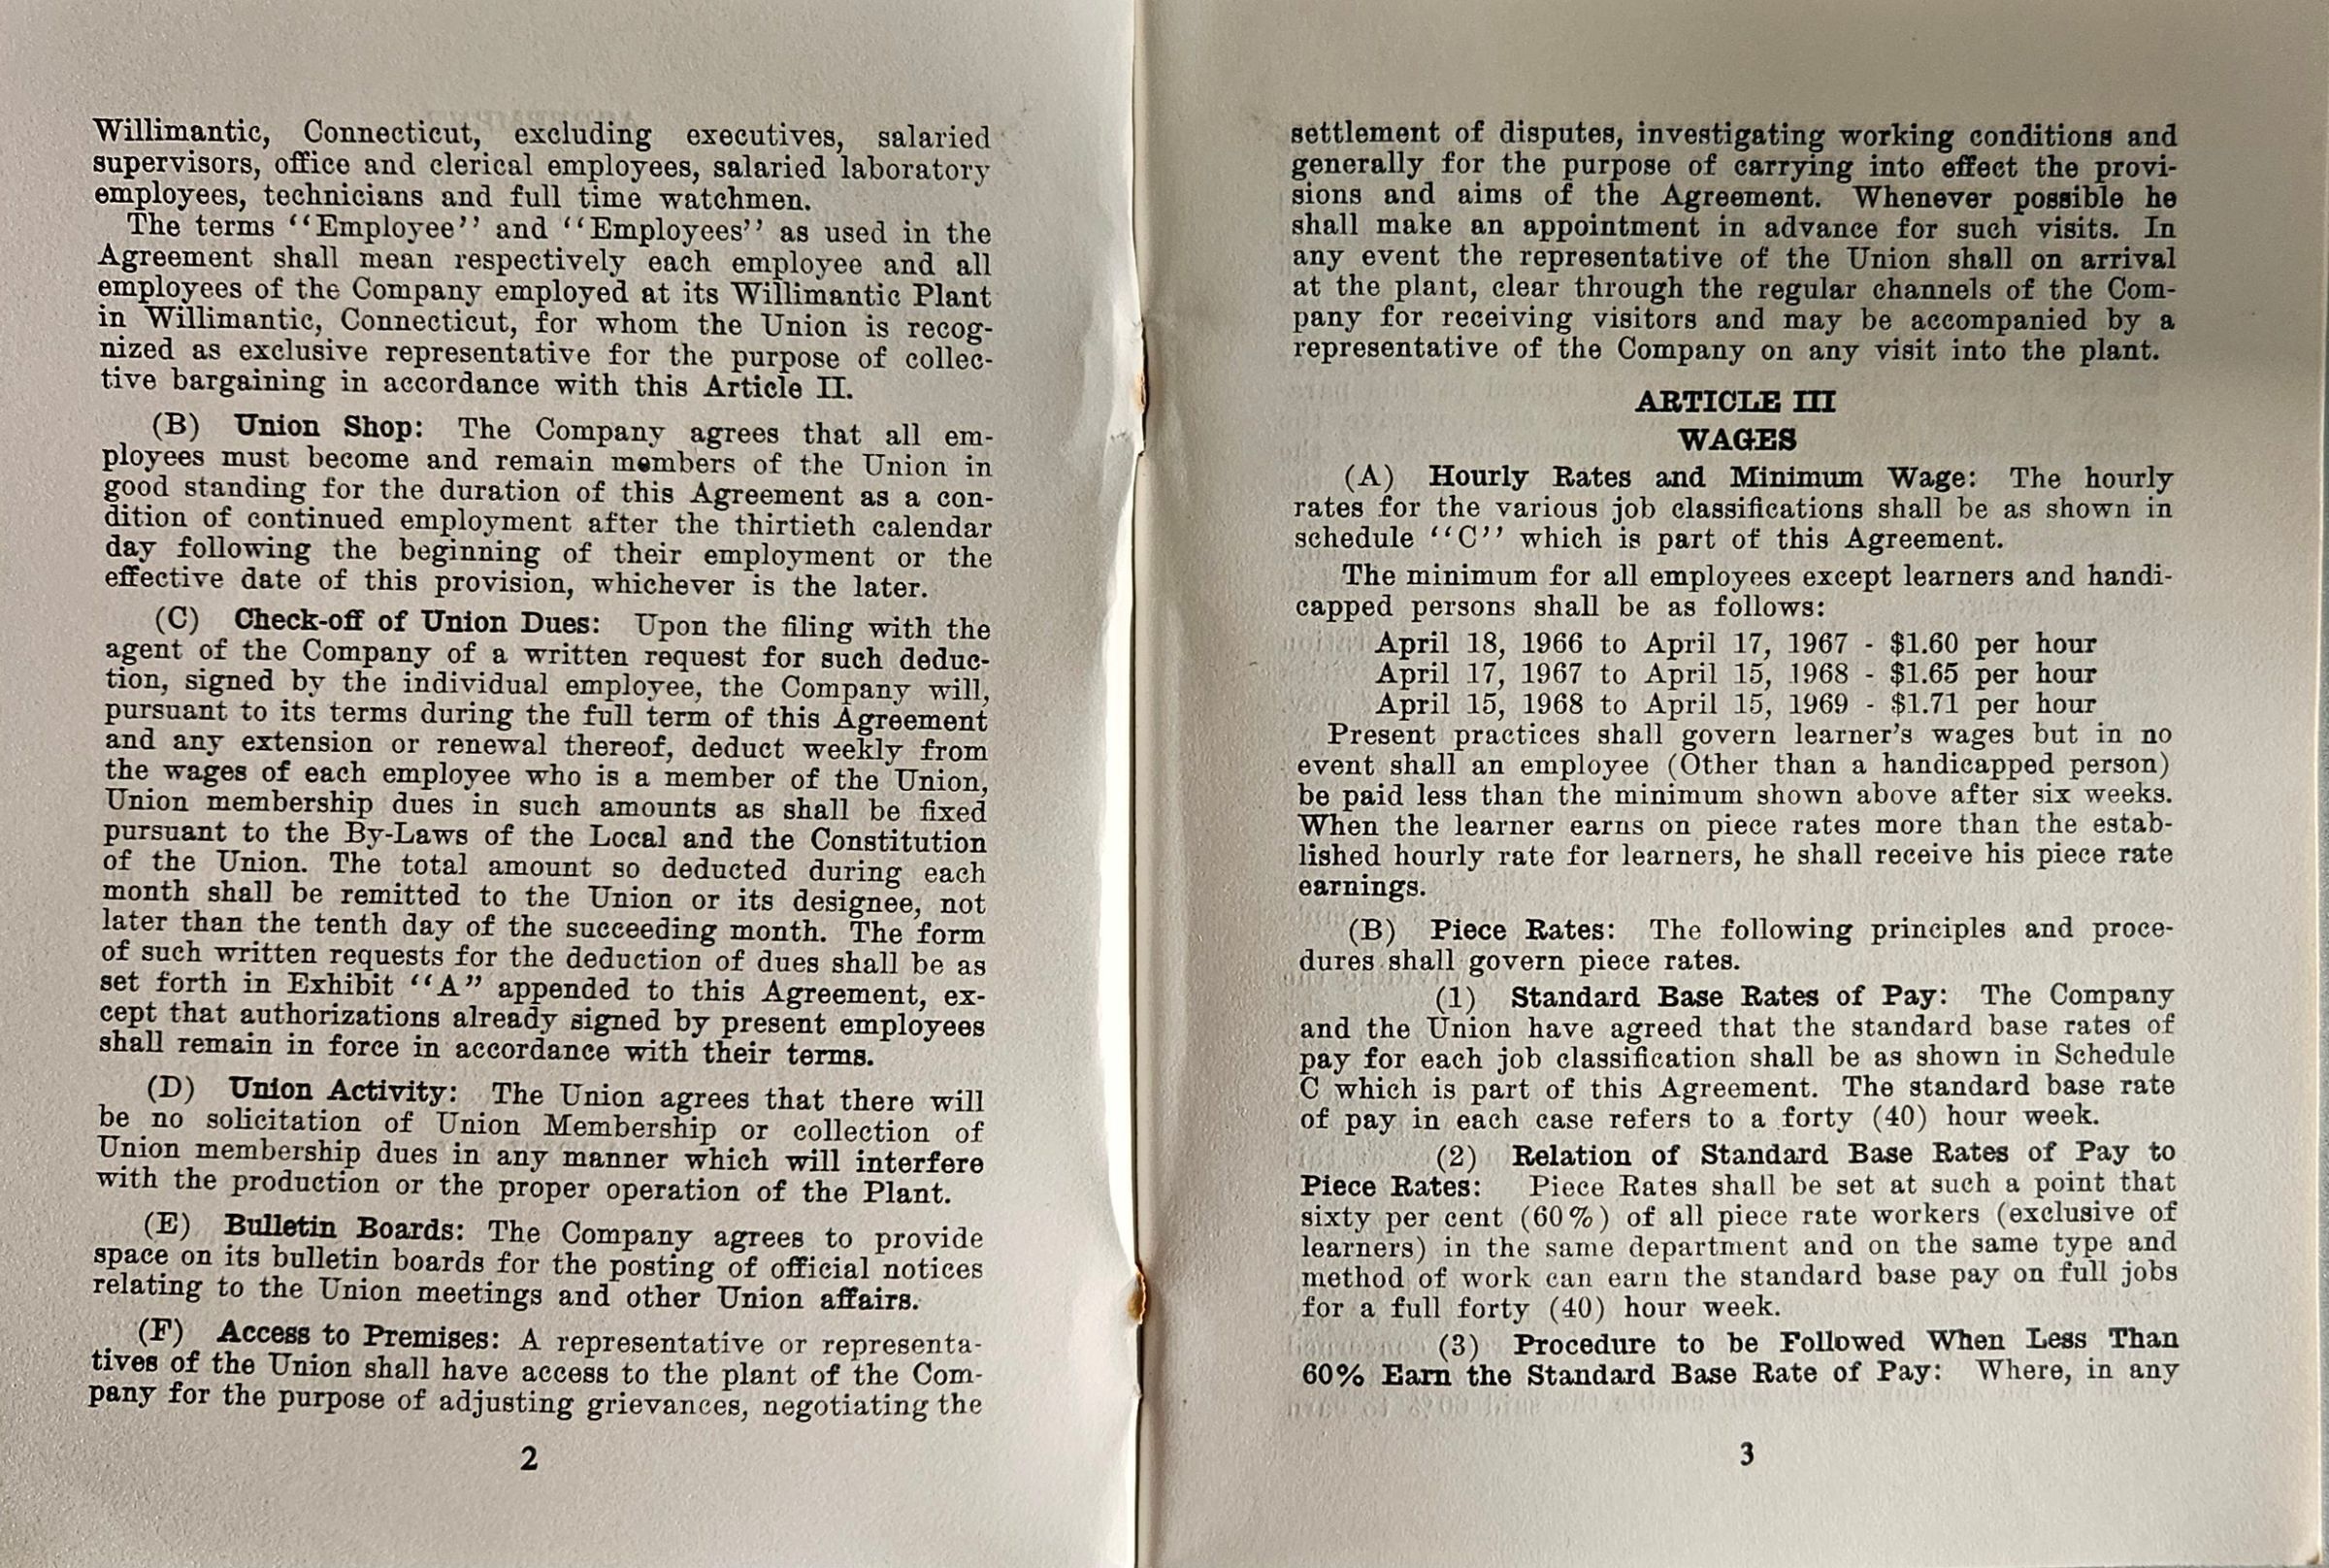 Willimantic, Connecticut, excluding executives, salaried
supervisors, office and clerical employees, salaried laboratory
employees, technicians and full time watchmen.
The terms ‘‘Employee’’ and ‘‘Employees’’ as used in the
Agreement shall mean respectively each employee and all
employees of the Company employed at its Willimantic Plant
in Willimantic, Connecticut, for whom the Union is recog-
nized as exclusive representative for the purpose of collec-
tive bargaining in accordance with this Article II.
(B) Union Shop: The Company agrees that all em-
ployees must become and remain members of the Union in
good standing for the duration of this Agreement as a con-
dition of continued employment after the thirtieth calendar
day following the beginning of their employment or the
effective date of this provision, whichever is the later.
(C) Check-off of Union Dues: Upon the filing with the
agent of the Company of a written request for such deduc-
tion, signed by the individual employee, the Company will,
pursuant to its terms during the full term of this Agreement
and any extension or renewal thereof, deduct weekly from
the wages of each employee who is a member of the Union,
Union membership dues in such amounts as shall be fixed
pursuant to the By-Laws of the Local and the Constitution
of the Union. The total amount so deducted during each
month shall be remitted to the Union or its designee, not
later than the tenth day of the succeeding month. The form
of such written requests for the deduction of dues shall be as
set forth in Exhibit ‘‘A” appended to this Agreement, ex-
cept that authorizations already signed by present employees
shall remain in force in accordance with their terms.
(D) Union Activity: The Union agrees that there will
be no solicitation of Union Membership or collection of
Union membership dues in any manner which will interfere
with the production or the proper operation of the Plant.
(E) Bulletin Boards: The Company agrees to provide
space on its bulletin boards for the posting of official notices
relating to the Union meetings and other Union affairs.
(F) Access to Premises: A representative or representa-
tives of the Union shall have access to the plant of the Com-
pany for the purpose of adjusting grievances, negotiating the
2
settlement of disputes, investigating working conditions and
generally for the purpose of carrying into effect the provi-
sions and aims of the Agreement. Whenever possible he
shall make an appointment in advance for such visits. In
any event the representative of the Union shall on arrival
at the plant, clear through the regular channels of the Com-
pany for receiving visitors and may be accompanied by a
representative of the Company on any visit into the plant.
ARTICLE III
WAGES
(A) Hourly Rates and Minimum Wage: The hourly
rates for the various job classifications shall be as shown in
schedule ‘‘C’’ which is part of this Agreement.
The minimum for all employees except learners and handi-
capped persons shall be as follows:
April 18, 1966 to April 17, 1967 - $1.60 per hour
April 17, 1967 to April 15, 1968 - $1.65 per hour
April 15, 1968 to April 15, 1969 - $1.71 per hour
Present practices shall govern learner's wages but in no
event shall an employee (Other than a handicapped person)
be paid less than the minimum shown above after six weeks.
When the learner earns on piece rates more than the estab-
lished hourly rate for learners, he shall receive his piece rate
earnings.
(B) Piece Rates: The following principles and proce-
dures shall govern piece rates.
(1) Standard Base Rates of Pay: The Company
and the Union have agreed that the standard base rates of
pay for each job classification shall be as shown in Schedule
C which is part of this Agreement. The standard base rate
of pay in each case refers to a forty (40) hour week.
(2) Relation of Standard Base Rates of Pay to
Piece Rates: Piece Rates shall be set at such a point that
sixty per cent (60%) of all piece rate workers (exclusive of
learners) in the same department and on the same type and
method of work can earn the standard base pay on full jobs
for a full forty (40) hour week.
(3) Procedure to be Followed When Less Than
60% Earn the Standard Base Rate of Pay: Where, in any
3